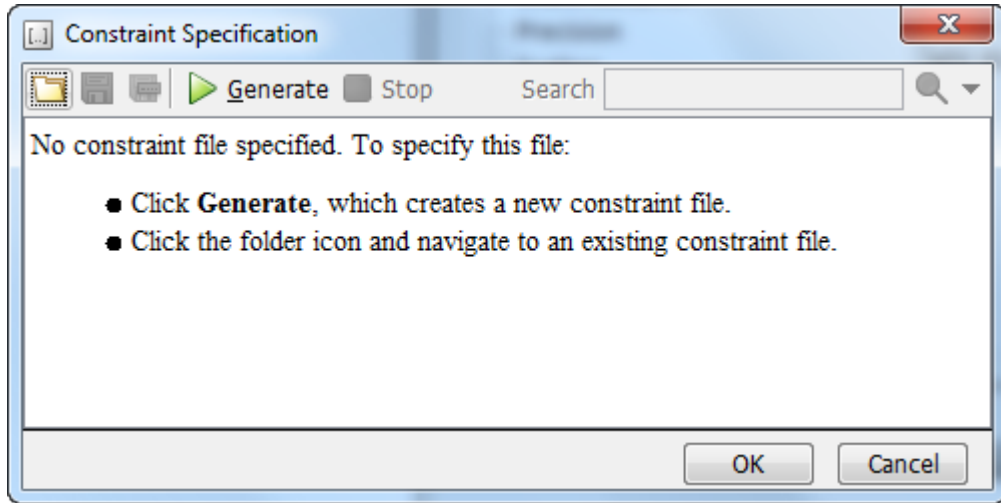 [..] Constraint Specification
Generate Stop Search
No constraint file specified. To specify this file:
● Click Generate, which creates a new constraint file.
● Click the folder icon and navigate to an existing constraint file.
OK Cancel